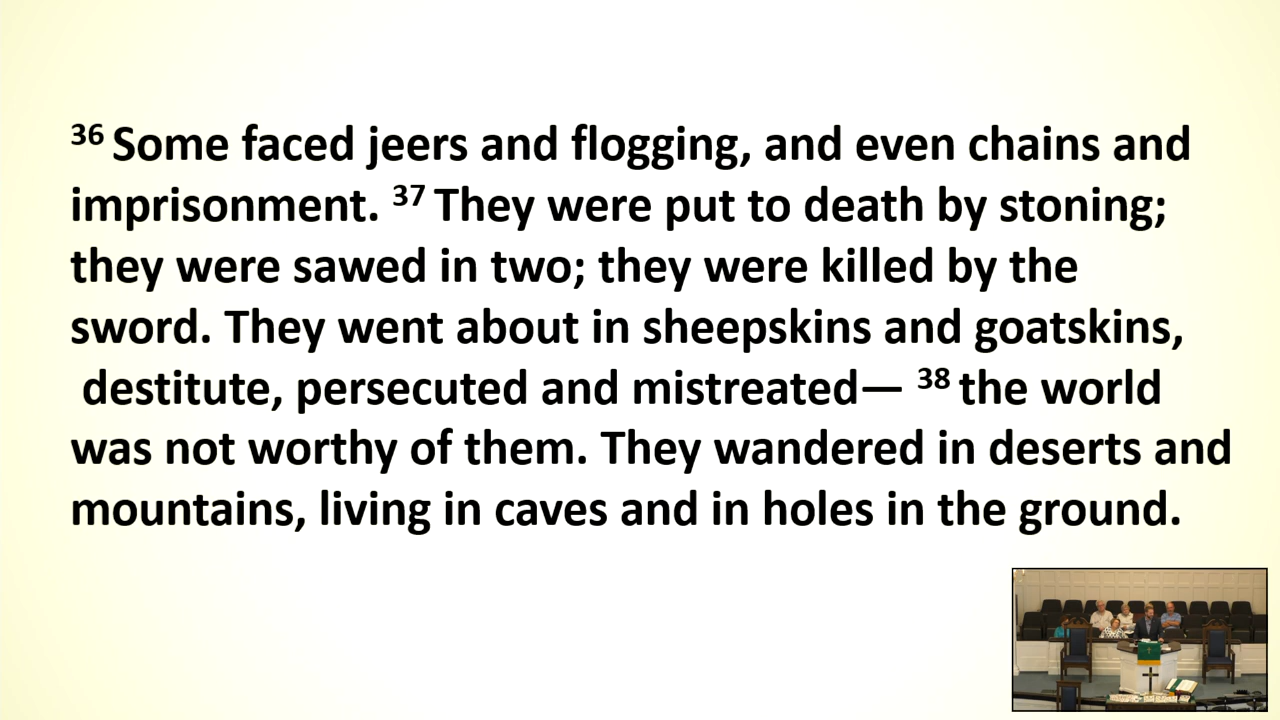 36 Some faced jeers and flogging, and even chains and
imprisonment. 37 They were put to death by stoning;
they were sawed in two; they were killed by the
sword. They went about in sheepskins and goatskins,
destitute, persecuted and mistreated— 38 the world
was not worthy of them. They wandered in deserts and
mountains, living in caves and in holes in the ground.